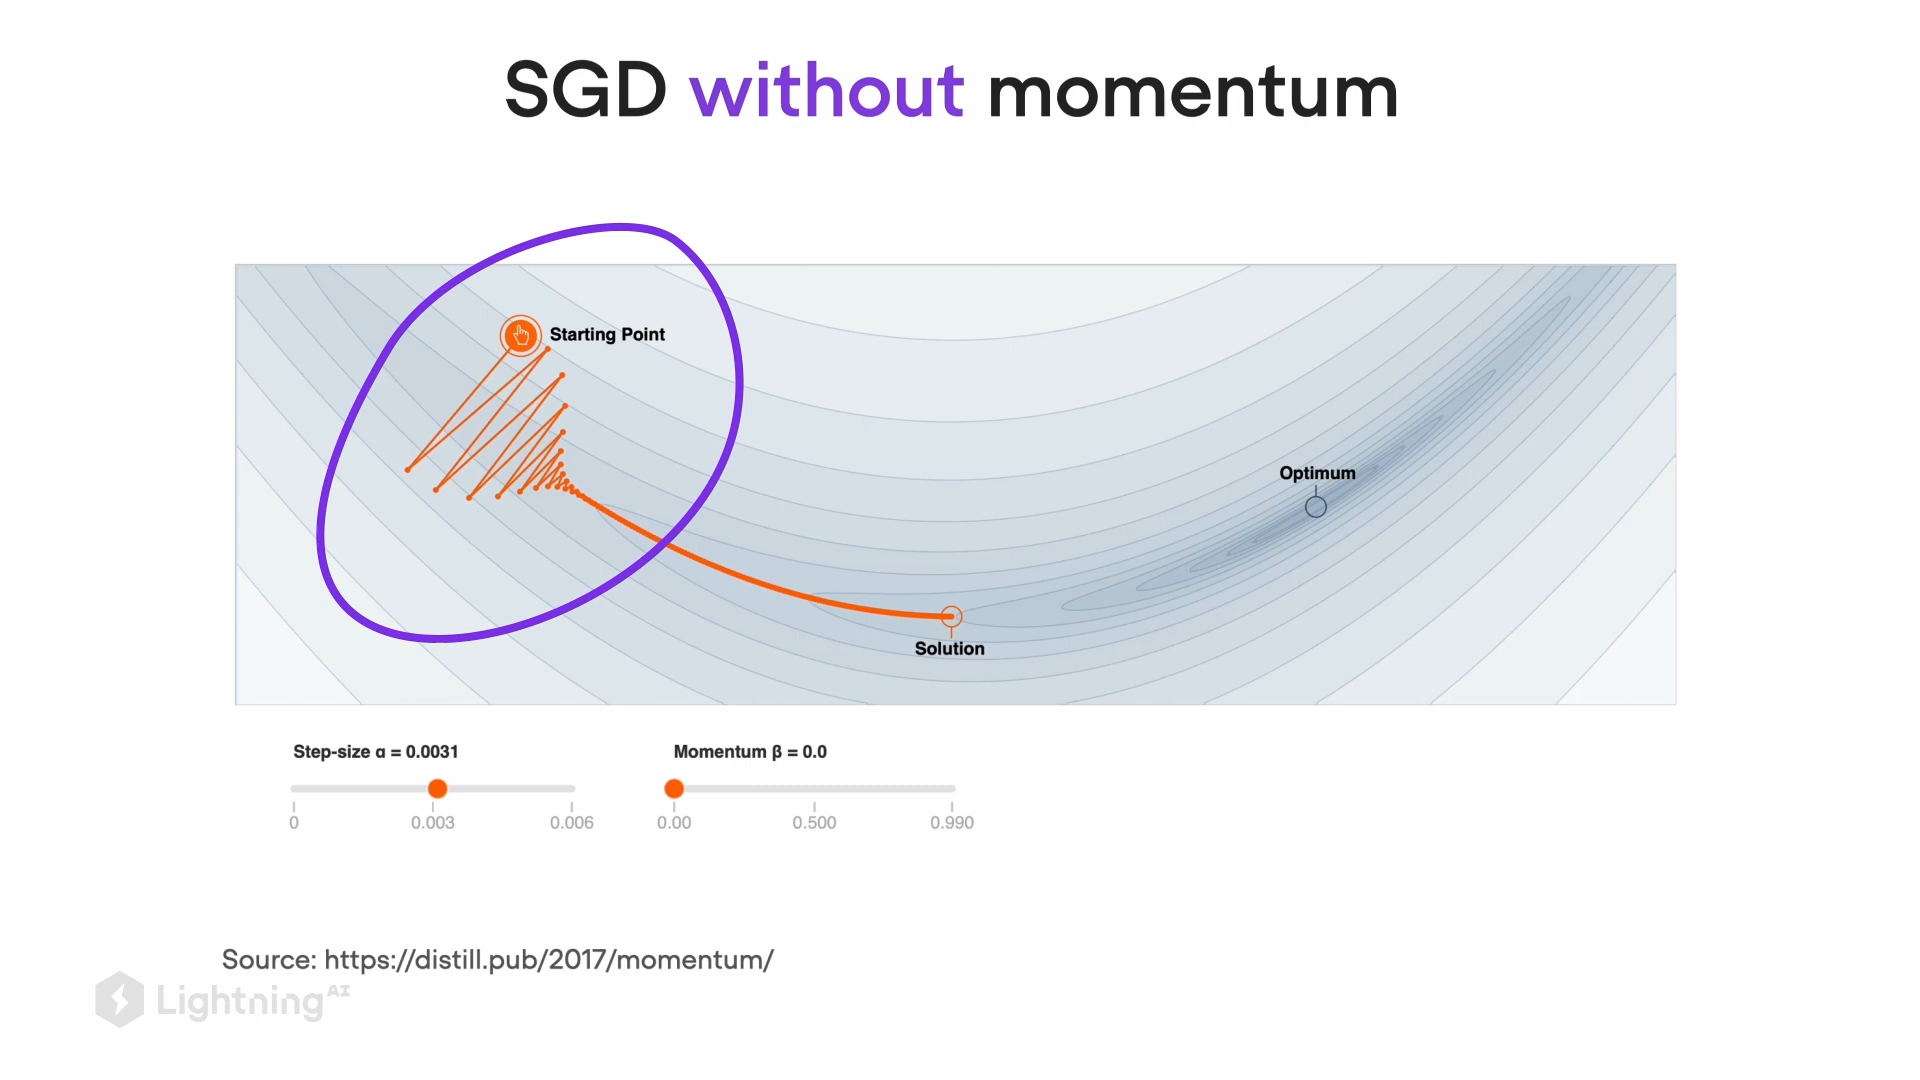 SGD without momentum
Starting Point
Optimum
Solution
Step-size α = 0.0031
Momentum β = 0.0
0 0.003 0.006
0.00 0.500 0.990
Source: https://distill.pub/2017/momentum/
Lightning AI